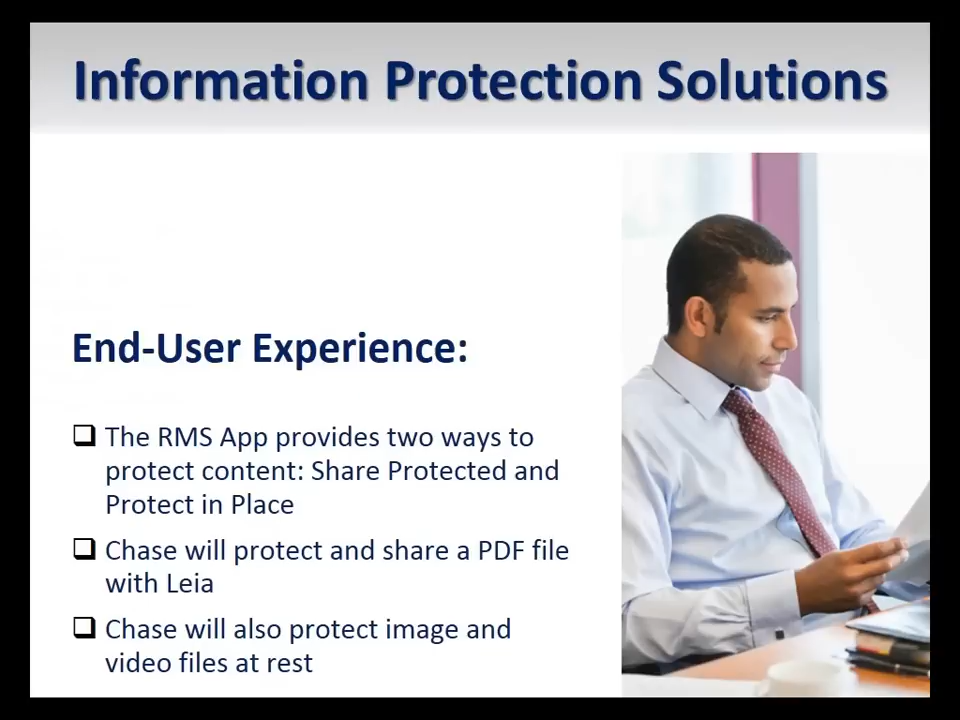 Information Protection Solutions
End-User Experience:
❑ The RMS App provides two ways to
protect content: Share Protected and
Protect in Place
❑ Chase will protect and share a PDF file
with Leia
❑ Chase will also protect image and
video files at rest